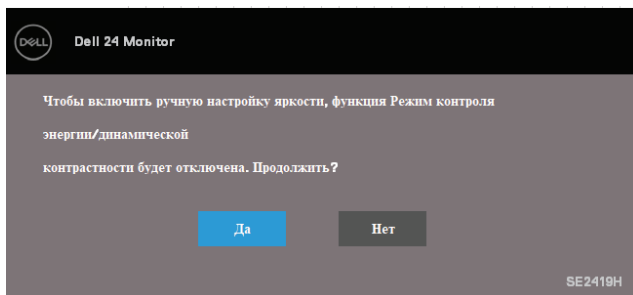 DELL
Dell 24 Monitor
Чтобы включить ручную настройку яркости, функция Режим контроля
энергии/динамической
контрастности будет отключена. Продолжить?
Да
Нет
SE2419H